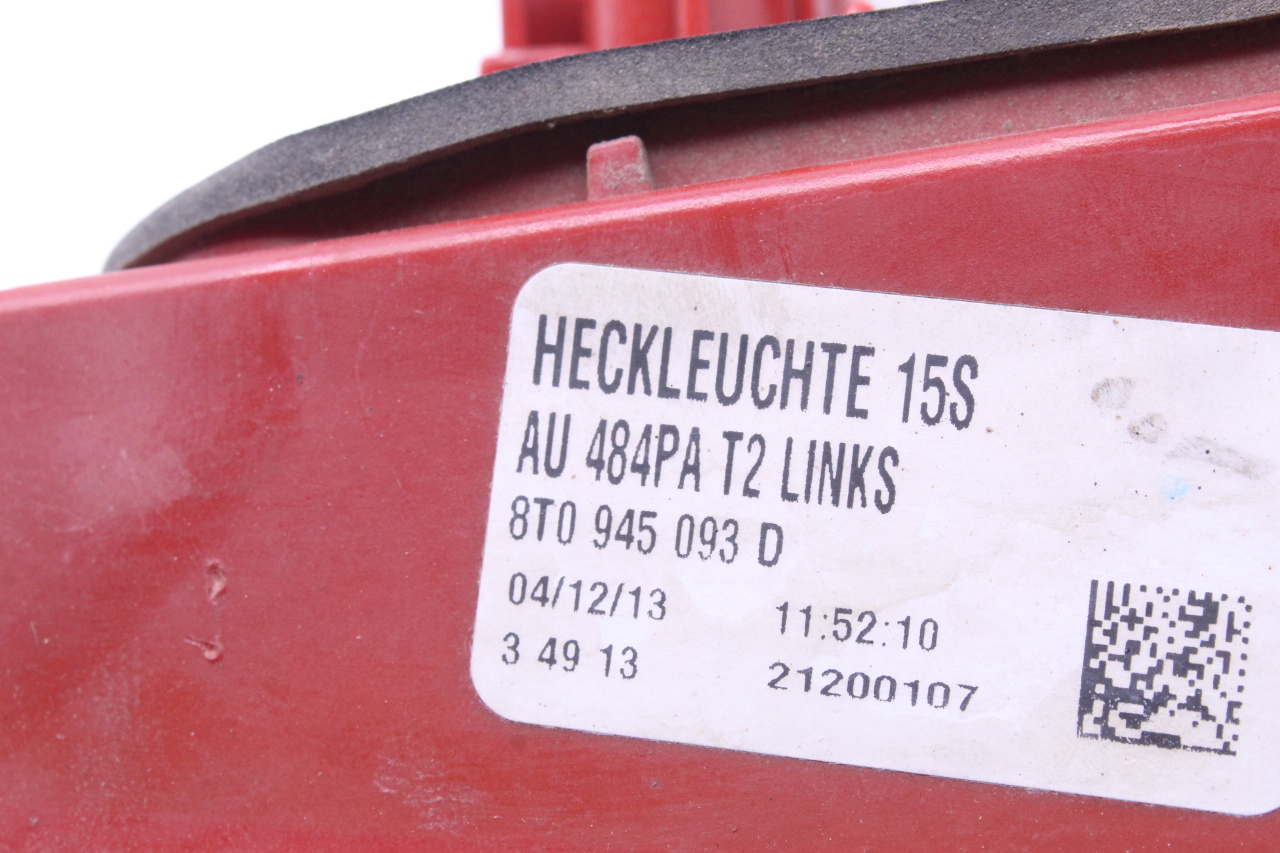 HECKLEUCHTE 15S
AU 484PA T2 LINKS
8T0 945 093 D
04/12/13 11:52:10
3 49 13 21200107